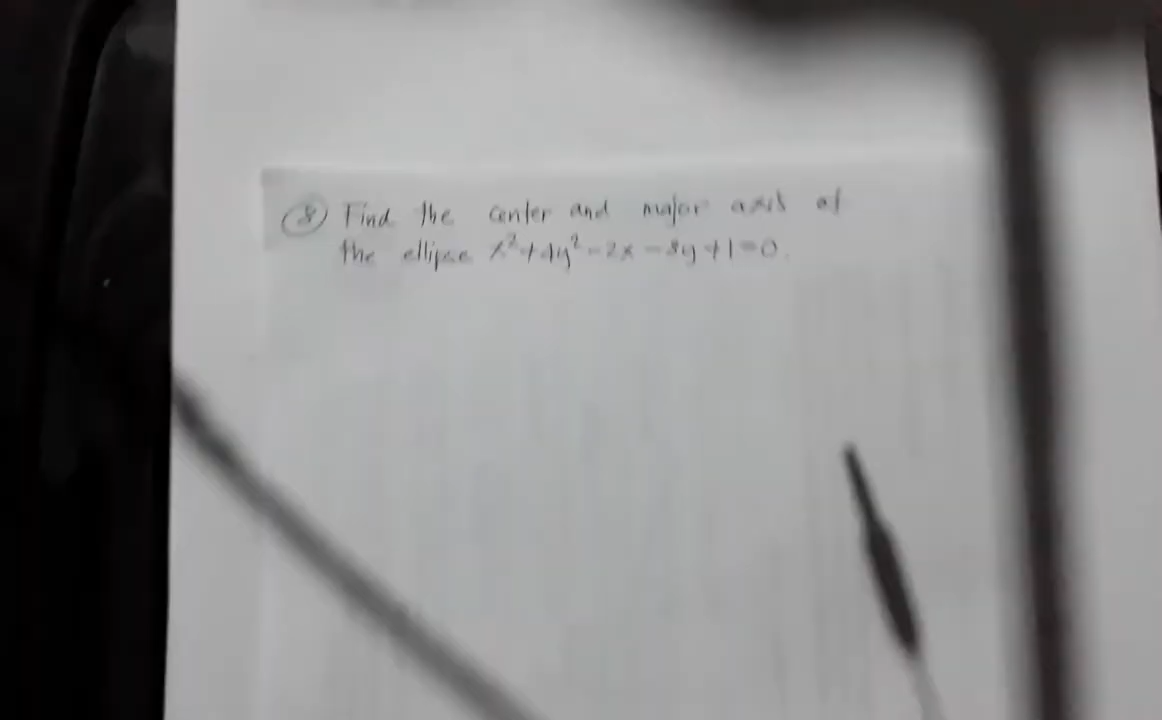 (8) Find the center and major axis of
the ellipse x²+4y²-2x-8y+1=0.